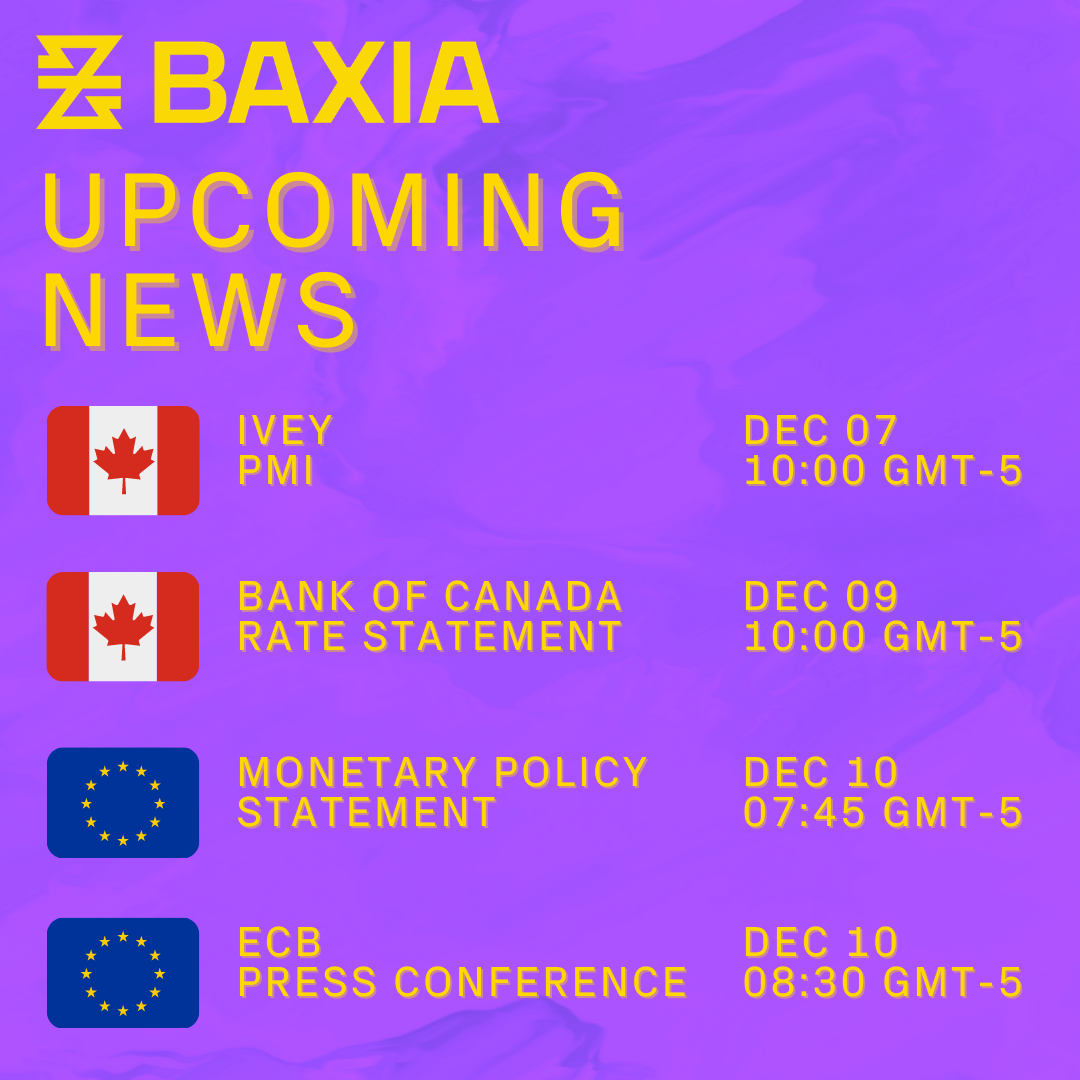 BAXIA
UPCOMING
NEWS
IVEY
PMI
DEC 07
10:00 GMT-5
BANK OF CANADA
RATE STATEMENT
DEC 09
10:00 GMT-5
MONETARY POLICY
STATEMENT
DEC 10
07:45 GMT-5
ECB
PRESS CONFERENCE
DEC 10
08:30 GMT-5